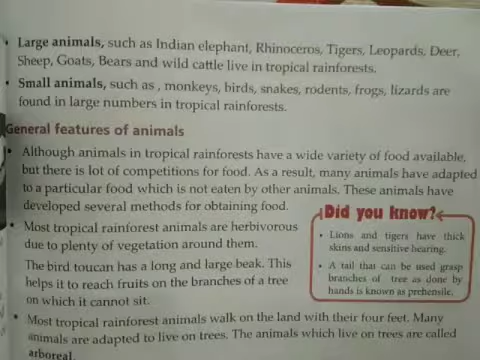 • Large animals, such as Indian elephant, Rhinoceros, Tigers, Leopards, Deer,
Sheep, Goats, Bears and wild cattle live in tropical rainforests.
• Small animals, such as , monkeys, birds, snakes, rodents, frogs, lizards are
found in large numbers in tropical rainforests.
General features of animals
• Although animals in tropical rainforests have a wide variety of food available,
but there is lot of competitions for food. As a result, many animals have adapted
to a particular food which is not eaten by other animals. These animals have
developed several methods for obtaining food.
• Most tropical rainforest animals are herbivorous
due to plenty of vegetation around them.
The bird toucan has a long and large beak. This
helps it to reach fruits on the branches of a tree
on which it cannot sit.
Did you know?
• Lions and tigers have thick
skins and sensitive hearing.
• A tail that can be used grasp
branches of tree as done by
hands is known as prehensile.
• Most tropical rainforest animals walk on the land with their four feet. Many
animals are adapted to live on trees. The animals which live on trees are called
arboreal.